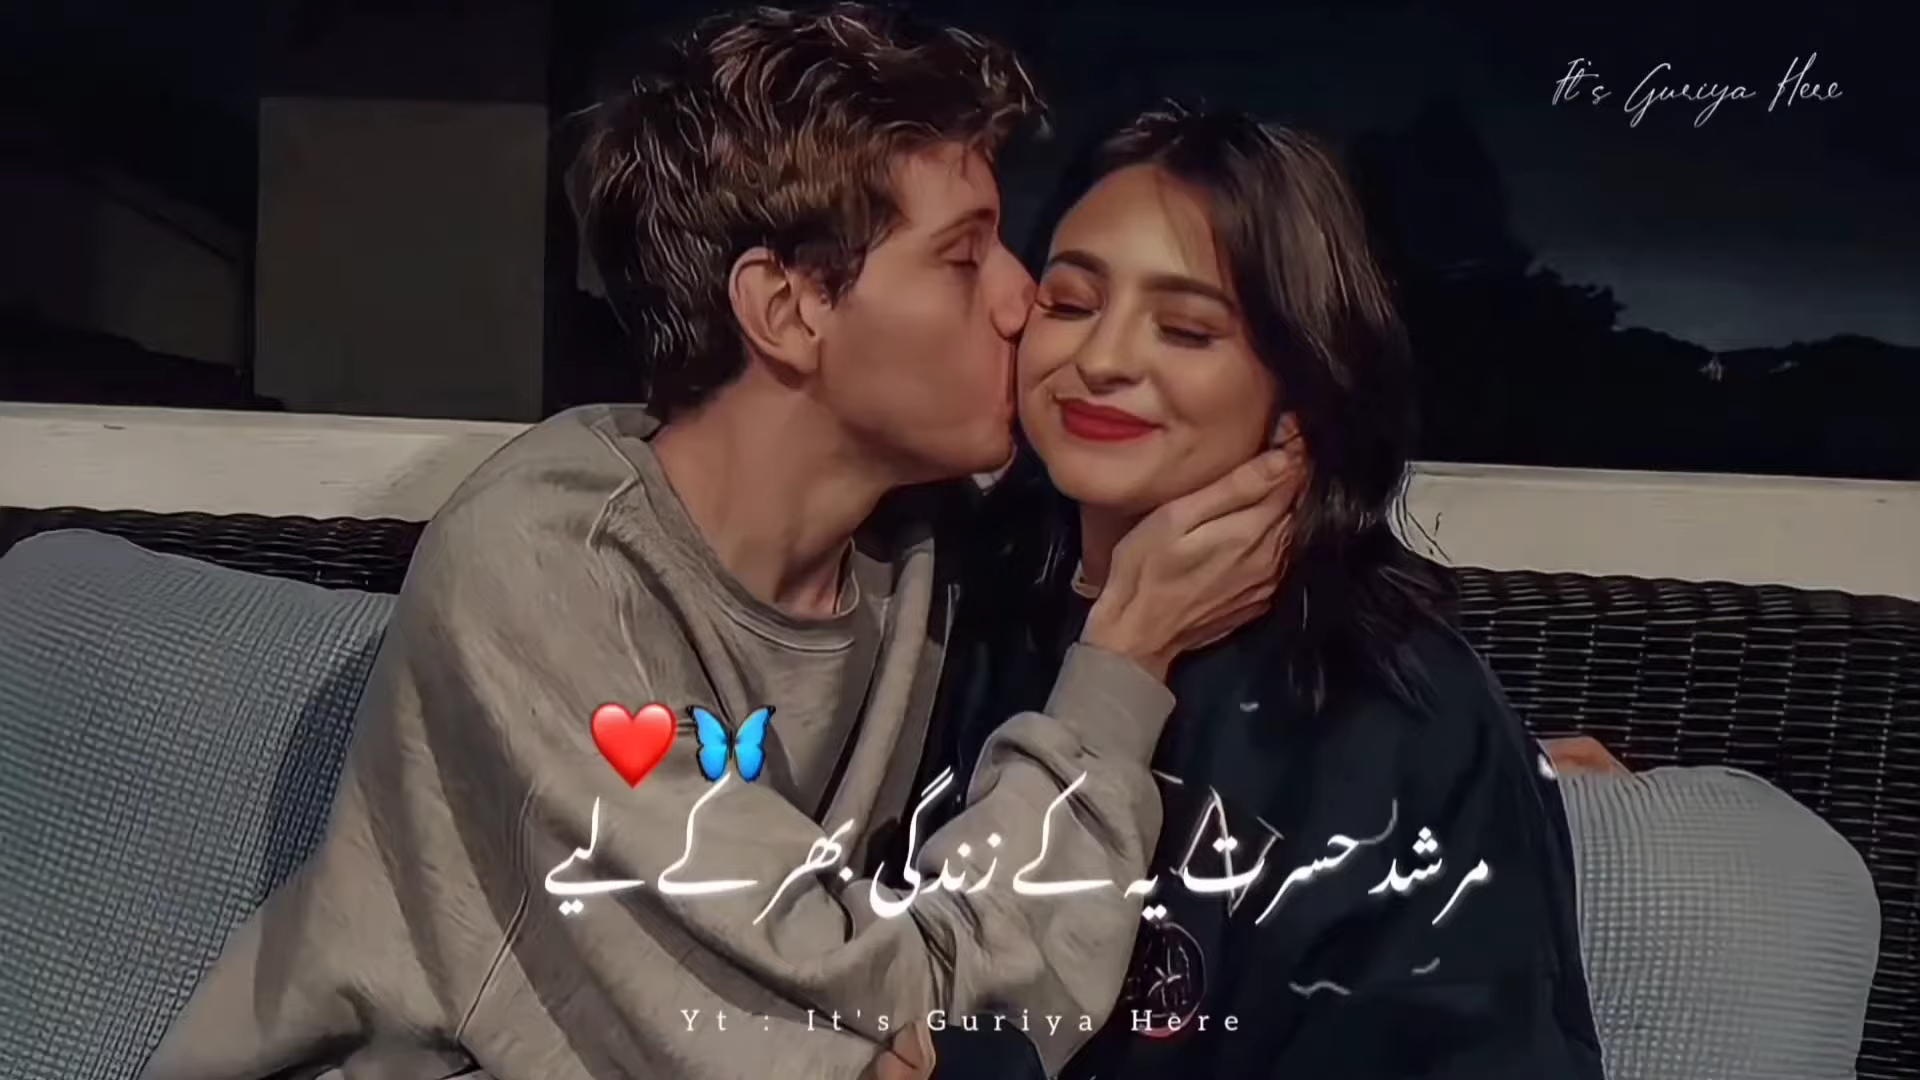 It's Guriya Here
❤️🦋
مرشد حسرت یہ کے زندگی بھر کے لیے
Yt : It's Guriya Here